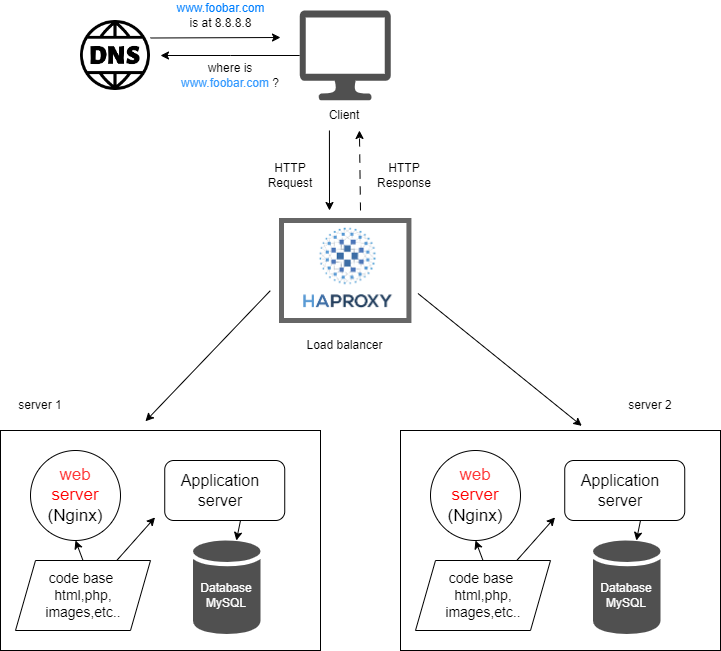 www.foobar.com
is at 8.8.8.8
DNS
where is
www.foobar.com ?
Client
HTTP
Request
HTTP
Response
HAPROXY
Load balancer
server 1
server 2
web
server
(Nginx)
Application
server
code base
html,php,
images,etc..
Database
MySQL
web
server
(Nginx)
Application
server
code base
html,php,
images,etc..
Database
MySQL